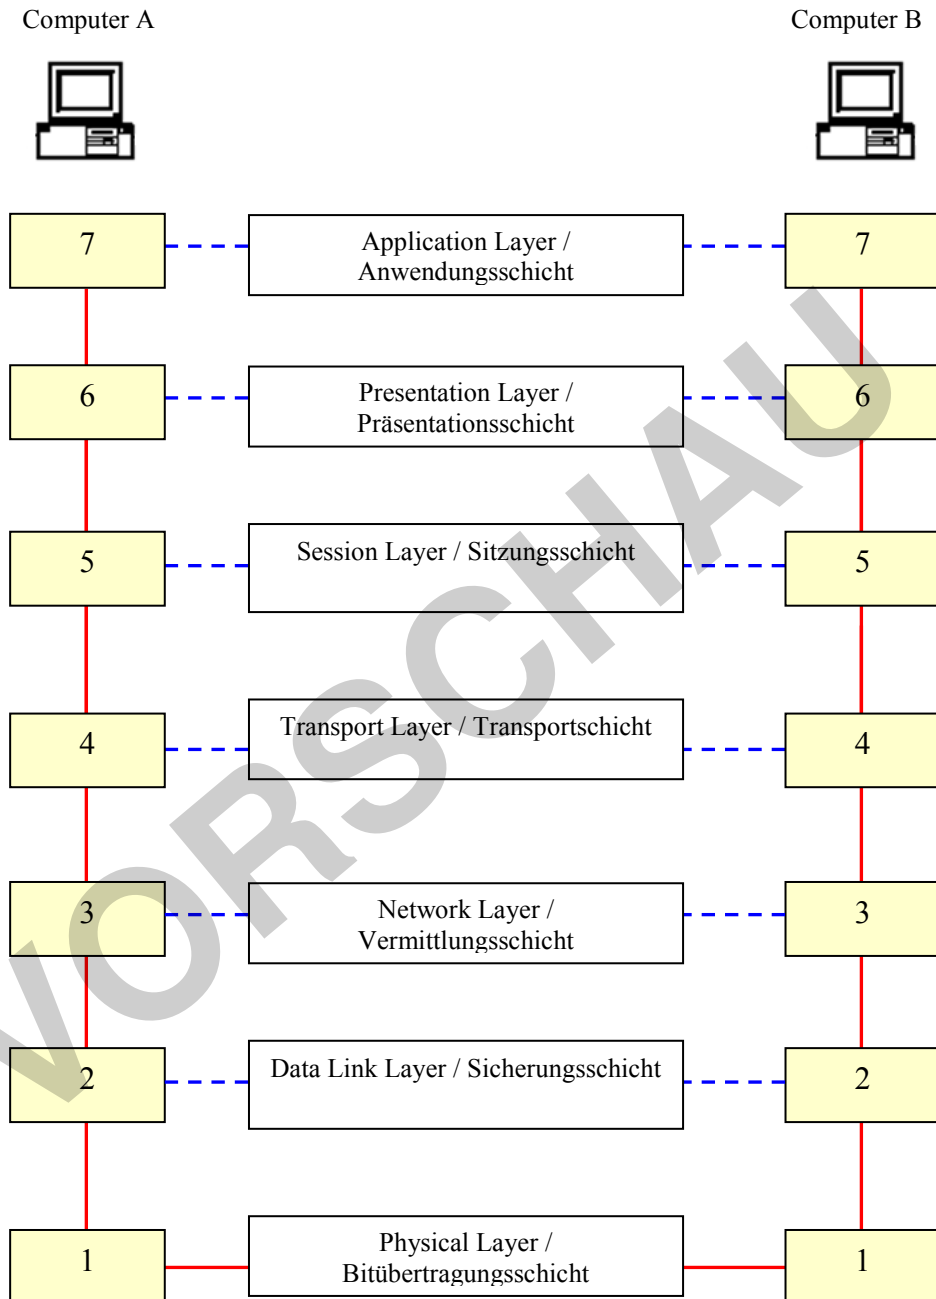 Computer A
Computer B
7
Application Layer /
Anwendungsschicht
7
6
Presentation Layer /
Präsentationsschicht
6
5
Session Layer / Sitzungsschicht
5
4
Transport Layer / Transportschicht
4
3
Network Layer /
Vermittlungsschicht
3
2
Data Link Layer / Sicherungsschicht
2
1
Physical Layer /
Bitübertragungsschicht
1
VORSCHAU